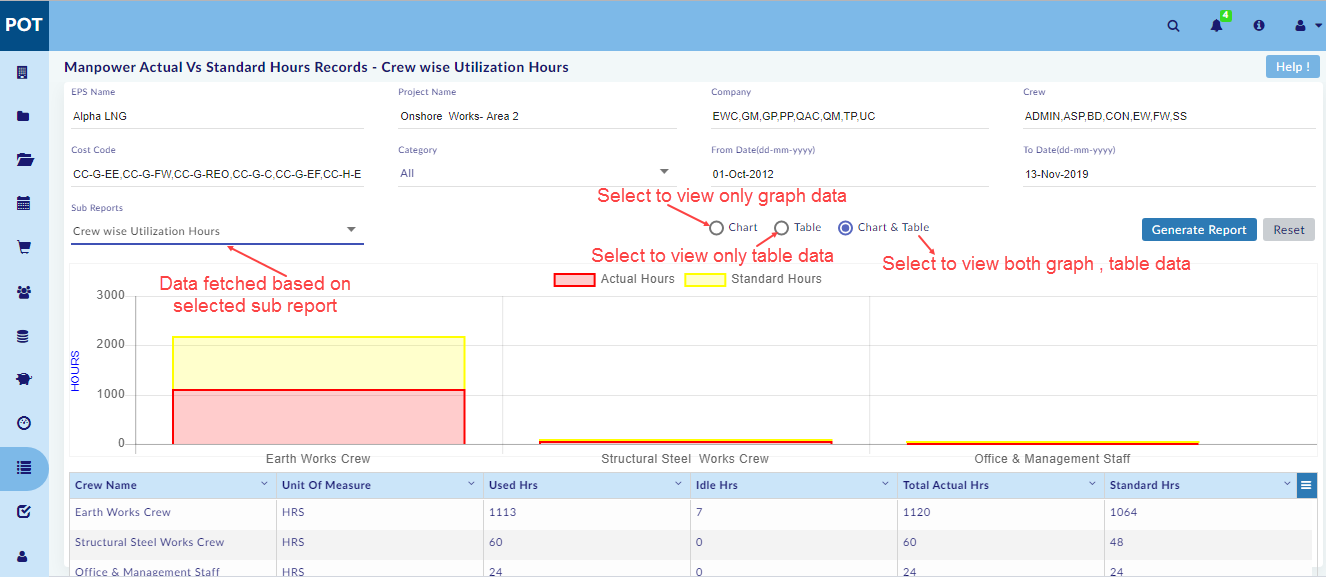 POT
4
Manpower Actual Vs Standard Hours Records - Crew wise Utilization Hours
Help !
EPS Name Project Name Company Crew
Alpha LNG Onshore Works- Area 2 EWC,GM,GP,PP,QAC,QM,TP,UC ADMIN,ASP,BD,CON,EW,FW,SS
Cost Code Category From Date(dd-mm-yyyy) To Date(dd-mm-yyyy)
CC-G-EE,CC-G-FW,CC-G-REO,CC-G-C,CC-G-EF,CC-H-E All 01-Oct-2012 13-Nov-2019
Select to view only graph data
Sub Reports
Crew wise Utilization Hours Chart Table Chart & Table Generate Report Reset
Select to view only table data
Select to view both graph , table data
Data fetched based on
selected sub report
Actual Hours Standard Hours
3000
2000
HOURS
1000
0
Earth Works Crew Structural Steel Works Crew Office & Management Staff
Crew Name Unit Of Measure Used Hrs Idle Hrs Total Actual Hrs Standard Hrs
Earth Works Crew HRS 1113 7 1120 1064
Structural Steel Works Crew HRS 60 0 60 48
Office & Management Staff HRS 24 0 24 24